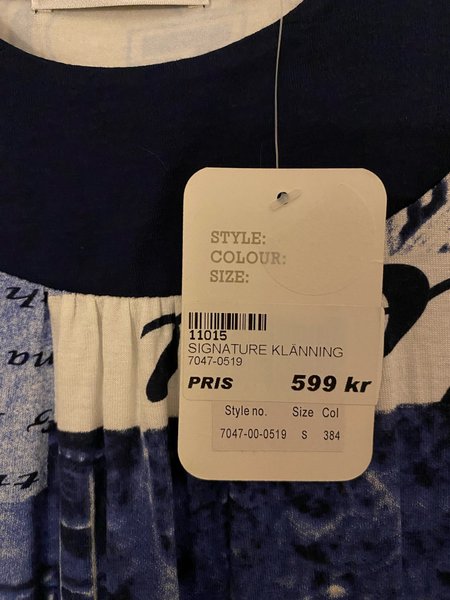 STYLE:
COLOUR:
SIZE:
11015
SIGNATURE KLÄNNING
7047-0519
PRIS 599 kr
Style no. Size Col
7047-00-0519 S 384